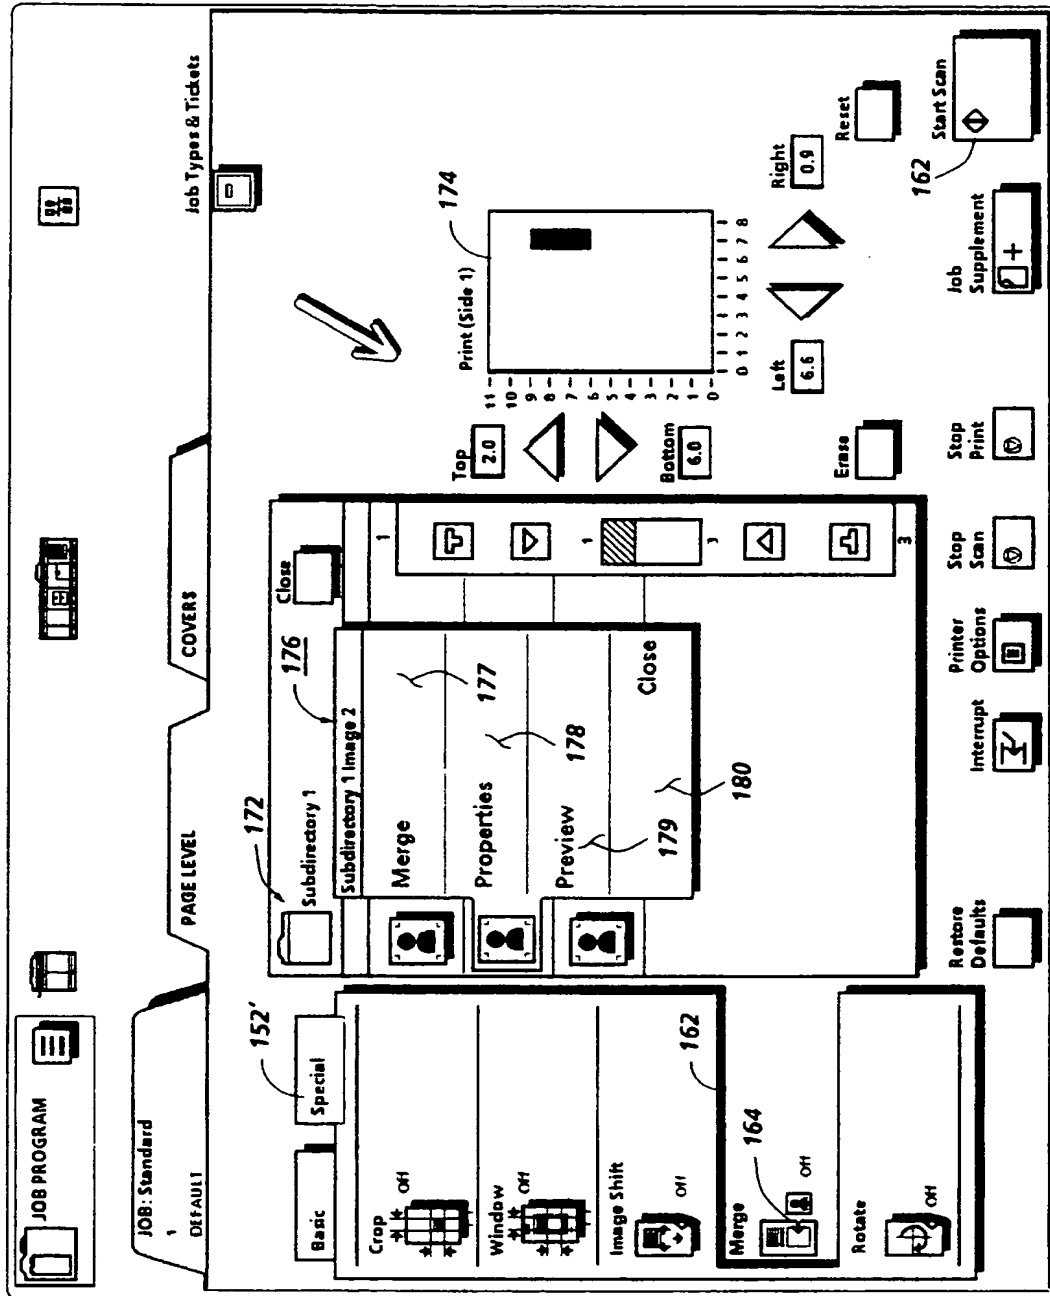 JOB PROGRAM
JOB: Standard
1
DEFAULT
PAGE LEVEL
COVERS
Job Types & Tickets
Basic
Special
152'
Crop
Off
Window
Off
Image Shift
Off
Merge
Off
164
162
Rotate
Off
172
Subdirectory 1
176
Close
Subdirectory 1 Image 2
Merge
177
Properties
178
Preview
179
Close
180
1
1
3
3
Top
2.0
Bottom
6.0
Print (Side 1)
174
11
10
9
8
7
6
5
4
3
2
1
0
0 1 2 3 4 5 6 7 8
Left
6.6
Right
0.9
Erase
Reset
Restore
Defaults
Interrupt
Printer
Options
Stop
Scan
Stop
Print
Job
Supplement
162
Start Scan